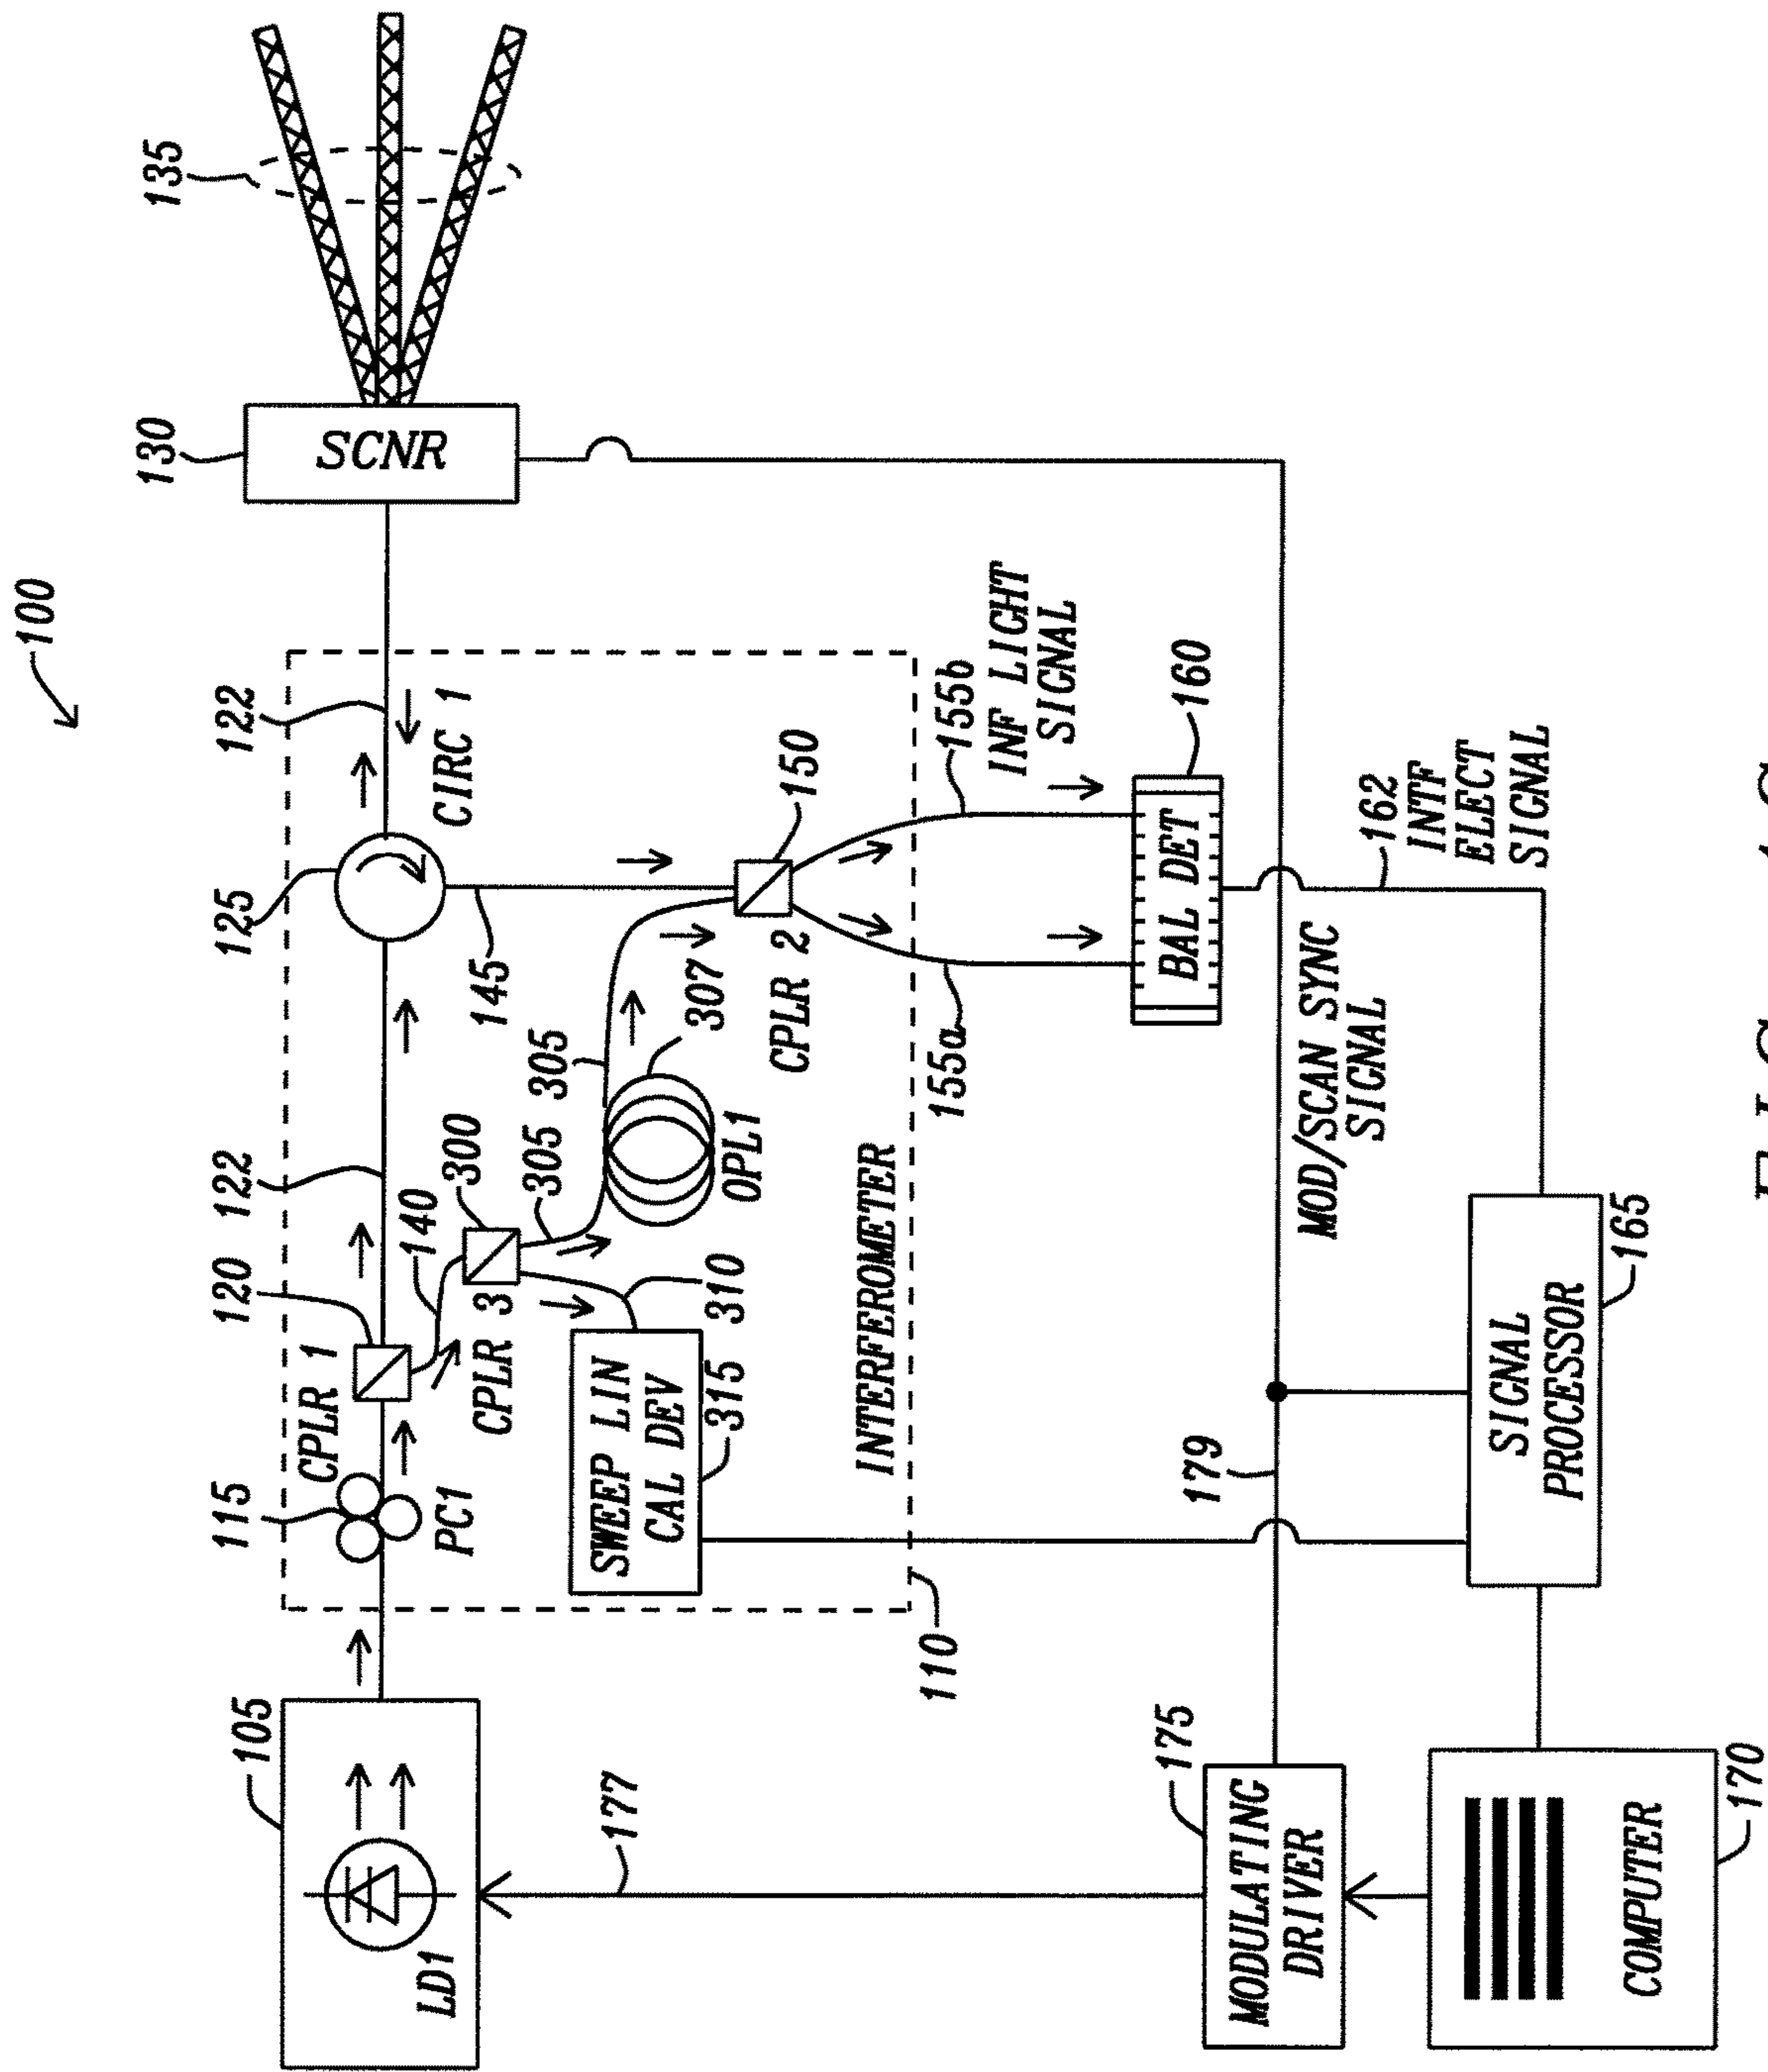 100
105
115
120
122
125
122
130
135
LD1
PC1
CPLR 1
140
300
CIRC 1
SCNR
CPLR 3
305
305
145
307
150
SWEEP LIN
CAL DEV
315
310
OPL1
CPLR 2
177
110
INTERFEROMETER
155a
155b
INF LIGHT
SIGNAL
160
BAL DET
175
179
MOD/SCAN SYNC
SIGNAL
MODULATING
DRIVER
162
INTF
ELECT
SIGNAL
SIGNAL
PROCESSOR
165
COMPUTER
170